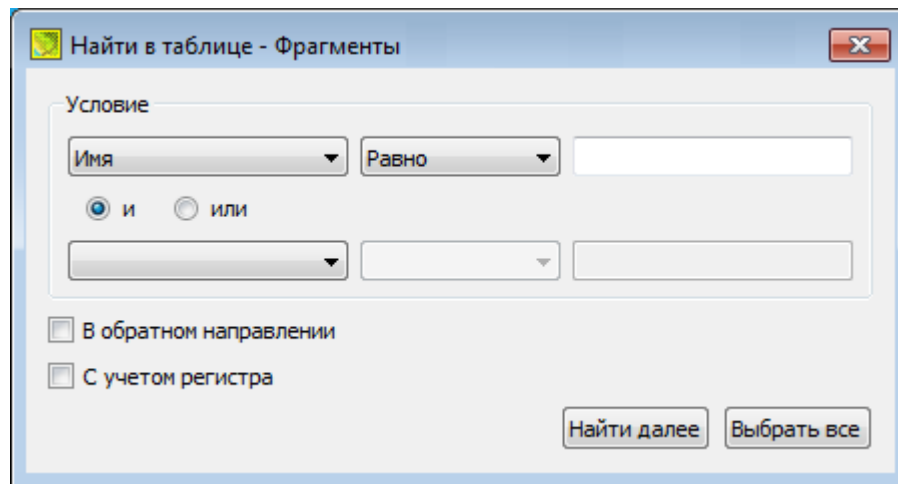 Найти в таблице - Фрагменты
Условие
Имя Равно
и или
В обратном направлении
С учетом регистра
Найти далее Выбрать все